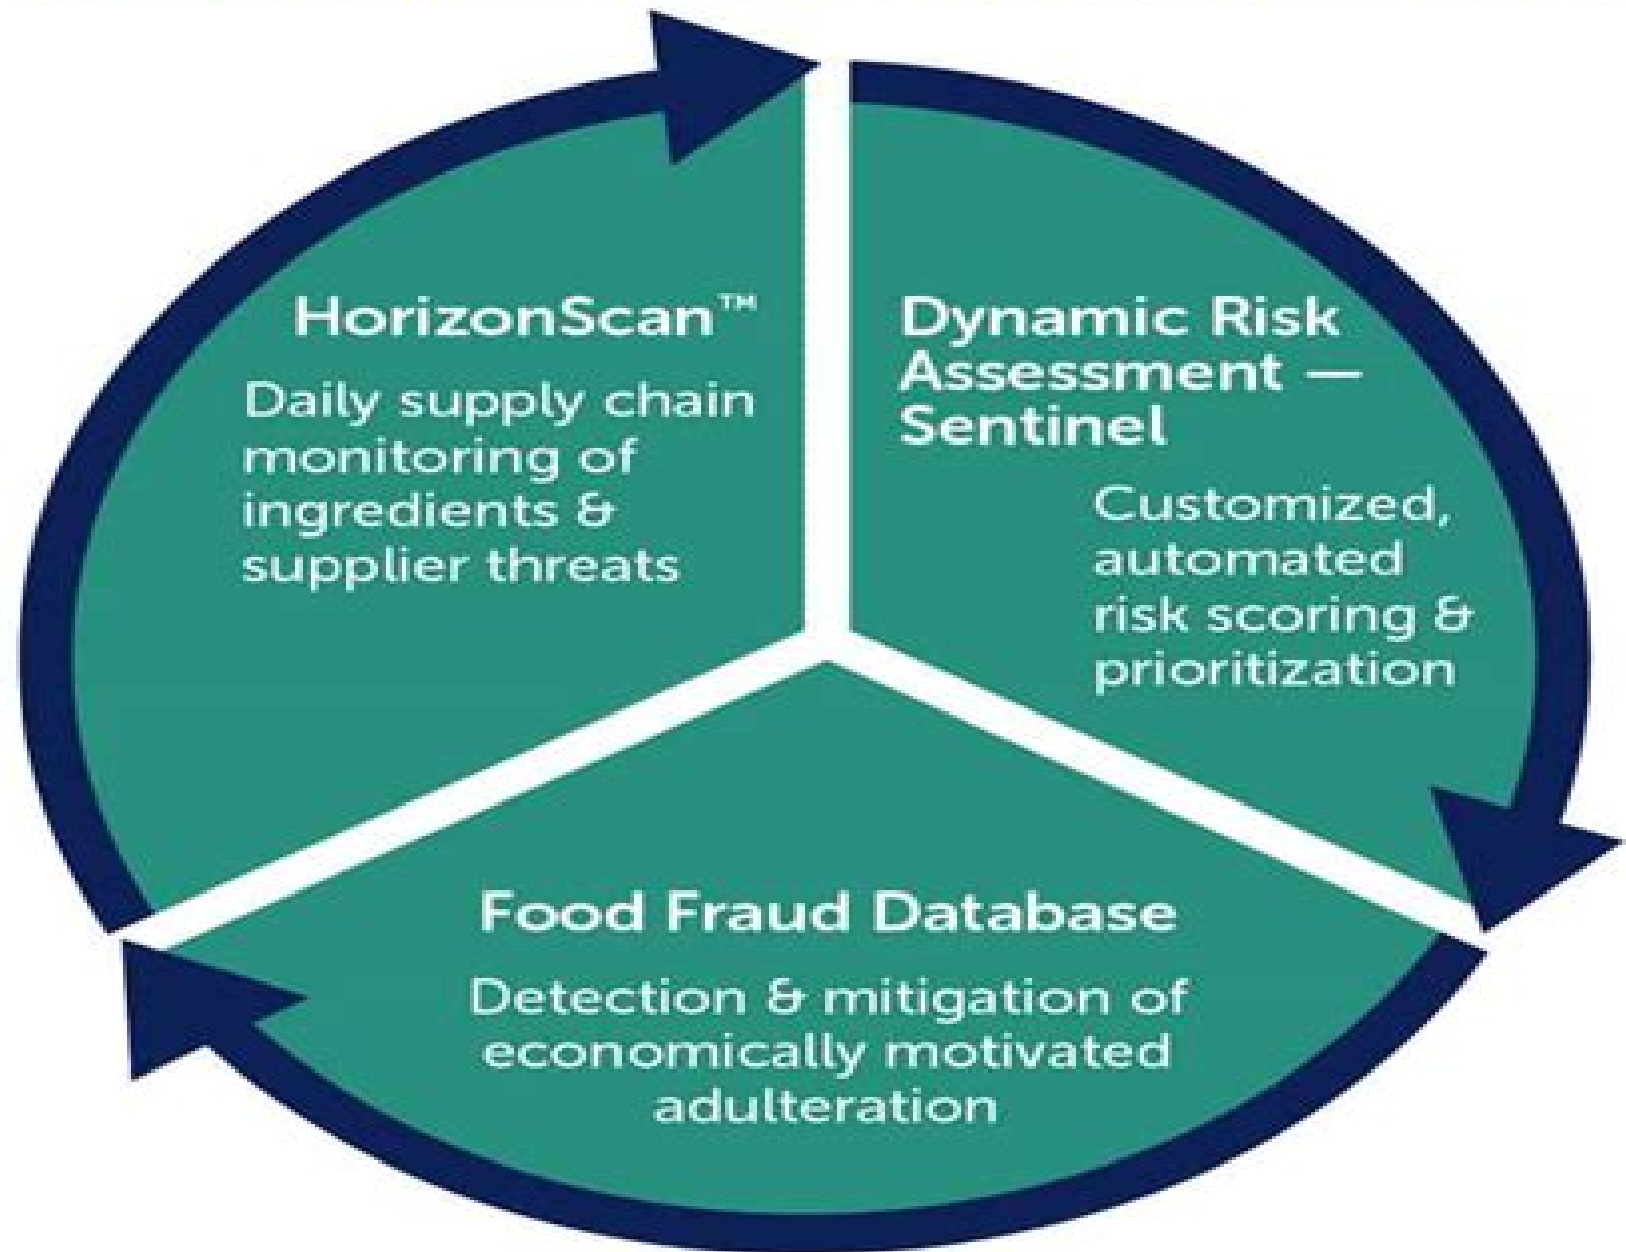 HorizonScan™
Daily supply chain
monitoring of
ingredients &
supplier threats
Dynamic Risk
Assessment —
Sentinel
Customized,
automated
risk scoring &
prioritization
Food Fraud Database
Detection & mitigation of
economically motivated
adulteration